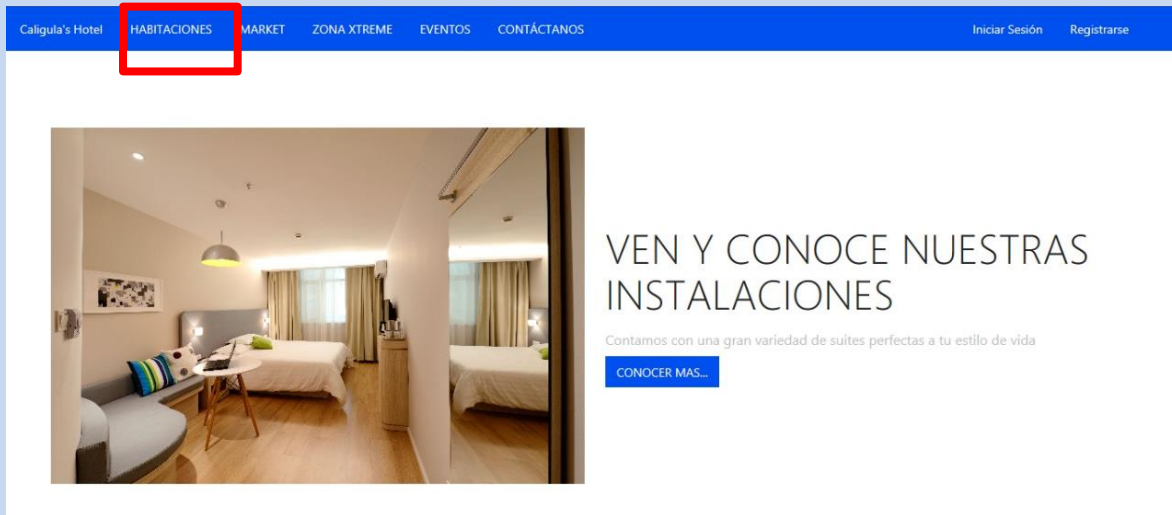 Caligula's Hotel HABITACIONES MARKET ZONA XTREME EVENTOS CONTÁCTANOS Iniciar Sesión Registrarse
VEN Y CONOCE NUESTRAS
INSTALACIONES
Contamos con una gran variedad de suites perfectas a tu estilo de vida
CONOCER MAS...